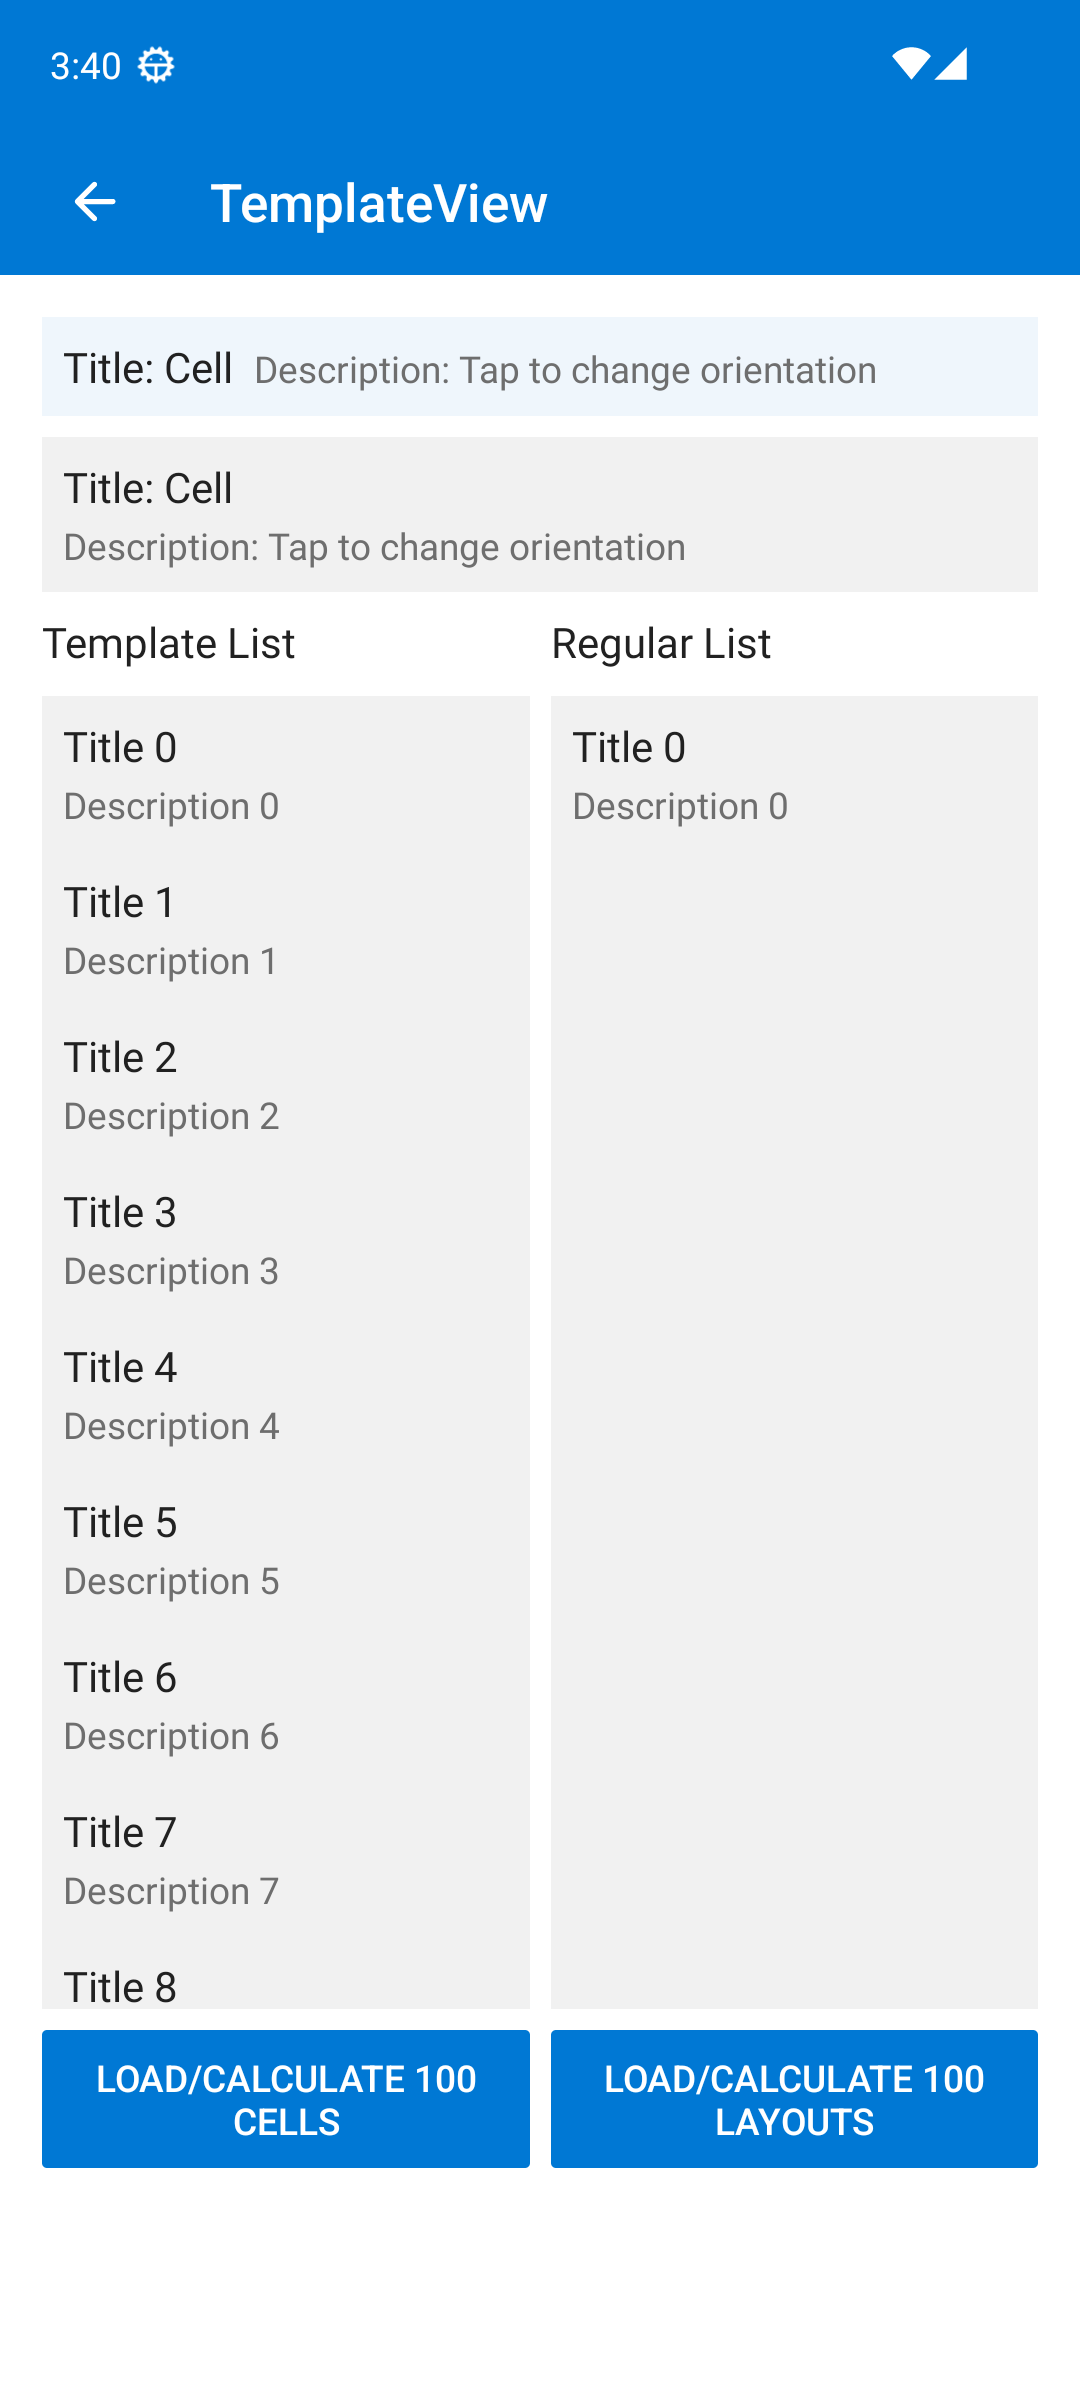 3:40
TemplateView
Title: Cell Description: Tap to change orientation
Title: Cell
Description: Tap to change orientation
Template List
Regular List
Title 0
Description 0
Title 1
Description 1
Title 2
Description 2
Title 3
Description 3
Title 4
Description 4
Title 5
Description 5
Title 6
Description 6
Title 7
Description 7
Title 8
Title 0
Description 0
LOAD/CALCULATE 100
CELLS
LOAD/CALCULATE 100
LAYOUTS